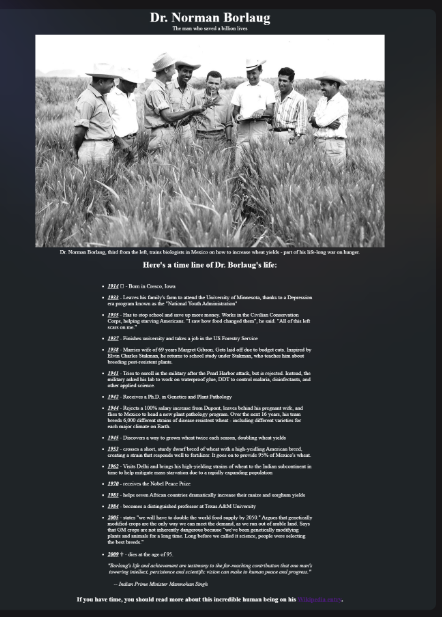 Dr. Norman Borlaug
The man who saved a billion lives
Dr. Norman Borlaug, third from the left, trains biologists in Mexico on how to increase wheat yields - part of his life-long war on hunger.
Here's a time line of Dr. Borlaug's life:
1914 - Born in Cresco, Iowa
1933 - Leaves his family's farm to attend the University of Minnesota, thanks to a Depression
era program known as the "National Youth Administration"
1935 - Has to stop school and save up more money. Works in the Civilian Conservation
Corps, helping starving Americans. "I saw how food changed them", he said. "All of this left
scars on me."
1937 - Finishes university and takes a job in the US Forestry Service
1938 - Marries wife of 69 years Margret Gibson. Gets laid off due to budget cuts. Inspired by
Elvin Charles Stakman, he returns to school study under Stakman, who teaches him about
breeding pest-resistent plants.
1941 - Tries to enroll in the military after the Pearl Harbor attack, but is rejected. Instead, the
military asked his lab to work on waterproof glue, DDT to control malaria, disinfectants, and
other applied science.
1942 - Receives a Ph.D. in Genetics and Plant Pathology
1944 - Rejects a 100% salary increase from Dupont, leaves behind his pregnant wife, and
flies to Mexico to head a new plant pathology program. Over the next 16 years, his team
breeds 6,000 different strains of disease resistent wheat - including different varieties for
each major climate on Earth.
1945 - Discovers a way to grown wheat twice each season, doubling wheat yields
1953 - crosses a short, sturdy dwarf breed of wheat with a high-yeidling American breed,
creating a strain that responds well to fertilizer. It goes on to provide 95% of Mexico's wheat.
1962 - Visits Delhi and brings his high-yielding strains of wheat to the Indian subcontinent in
time to help mitigate mass starvation due to a rapidly expanding population
1970 - receives the Nobel Peace Prize
1983 - helps seven African countries dramatically increase their maize and sorghum yields
1984 - becomes a distinguished professor at Texas A&M University
2005 - states "we will have to double the world food supply by 2050." Argues that genetically
modified crops are the only way we can meet the demand, as we run out of arable land. Says
that GM crops are not inherently dangerous because "we've been genetically modifying
plants and animals for a long time. Long before we called it science, people were selecting
the best breeds."
2009 † - dies at the age of 95.
"Borlaug's life and achievement are testimony to the far-reaching contribution that one man's
towering intellect, persistence and scientific vision can make to human peace and progress."
-- Indian Prime Minister Manmohan Singh
If you have time, you should read more about this incredible human being on his